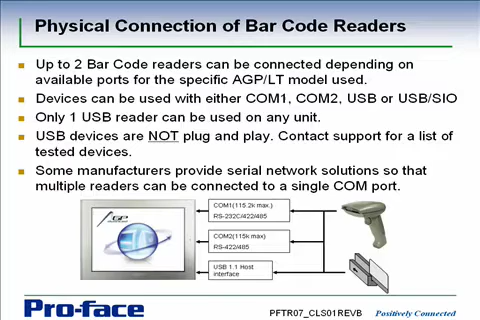 Physical Connection of Bar Code Readers
Up to 2 Bar Code readers can be connected depending on
available ports for the specific AGP/LT model used.
Devices can be used with either COM1, COM2, USB or USB/SIO
Only 1 USB reader can be used on any unit.
USB devices are NOT plug and play. Contact support for a list of
tested devices.
Some manufacturers provide serial network solutions so that
multiple readers can be connected to a single COM port.
COM1(115.2k max.)
RS-232C/422/485
AGP
COM2(115k max)
RS-422/485
USB 1.1 Host
interface
Pro-face
PFTR07_CLS01REVB
Positively Connected